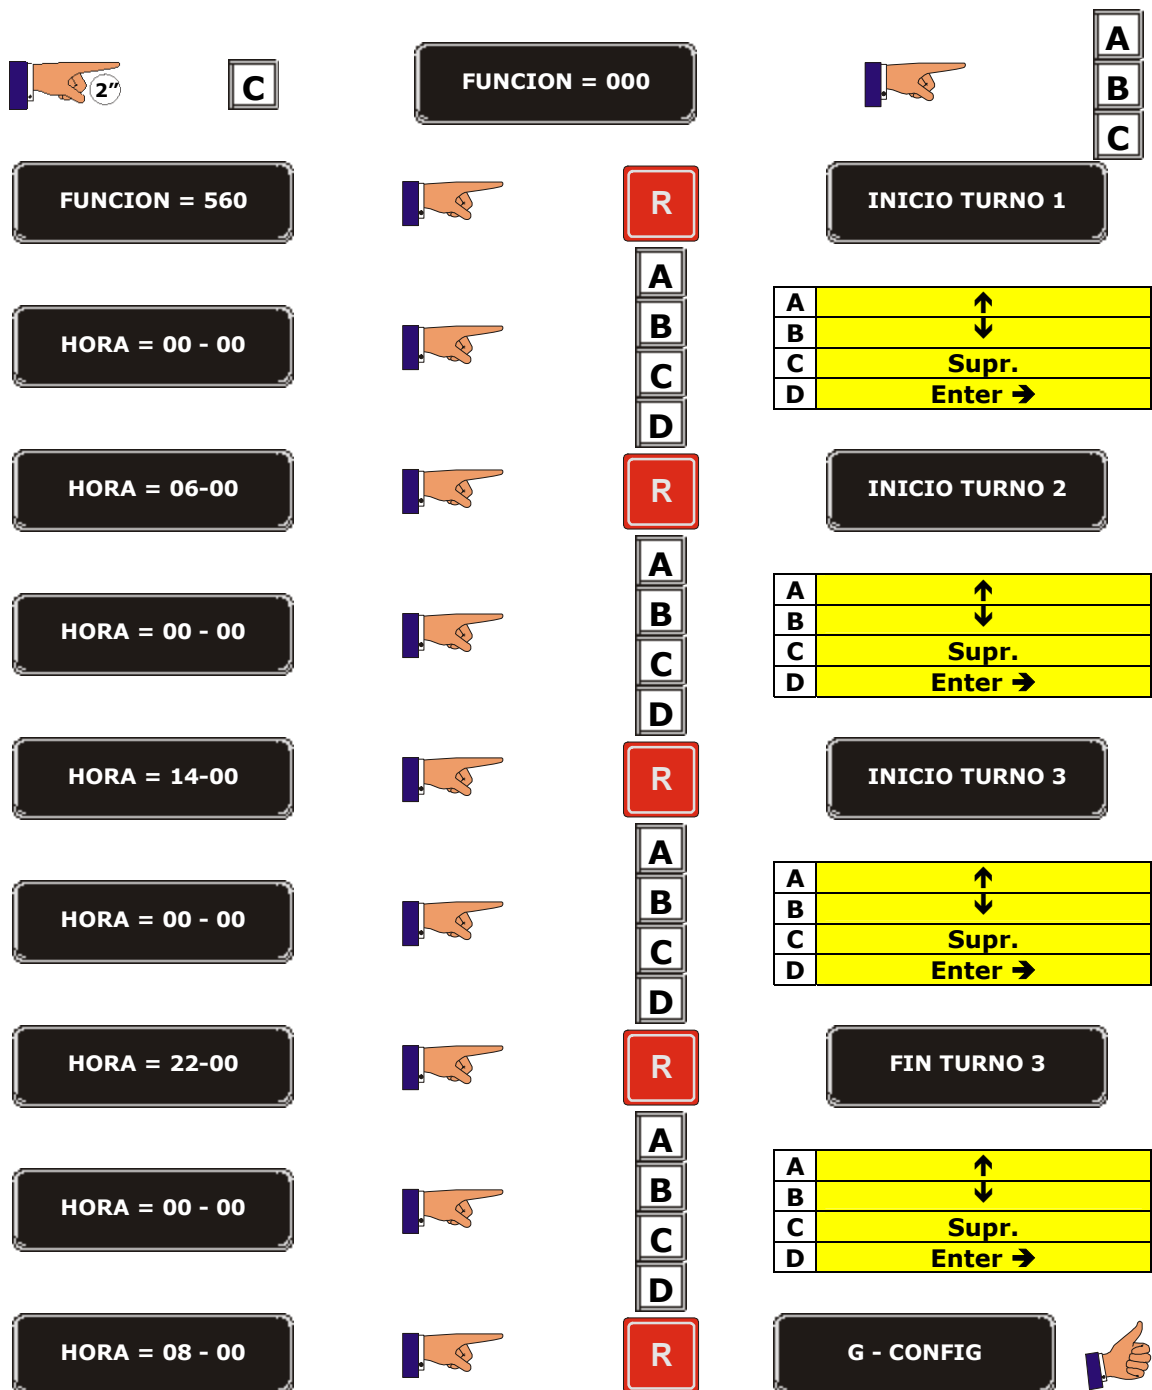 A
2” C FUNCION = 000 B
C
FUNCION = 560 R INICIO TURNO 1
A
B
C
D
HORA = 00 - 00
A ↑
B ↓
C Supr.
D Enter →
HORA = 06-00 R INICIO TURNO 2
A
B
C
D
HORA = 00 - 00
A ↑
B ↓
C Supr.
D Enter →
HORA = 14-00 R INICIO TURNO 3
A
B
C
D
HORA = 00 - 00
A ↑
B ↓
C Supr.
D Enter →
HORA = 22-00 R FIN TURNO 3
A
B
C
D
HORA = 00 - 00
A ↑
B ↓
C Supr.
D Enter →
HORA = 08 - 00 R G - CONFIG